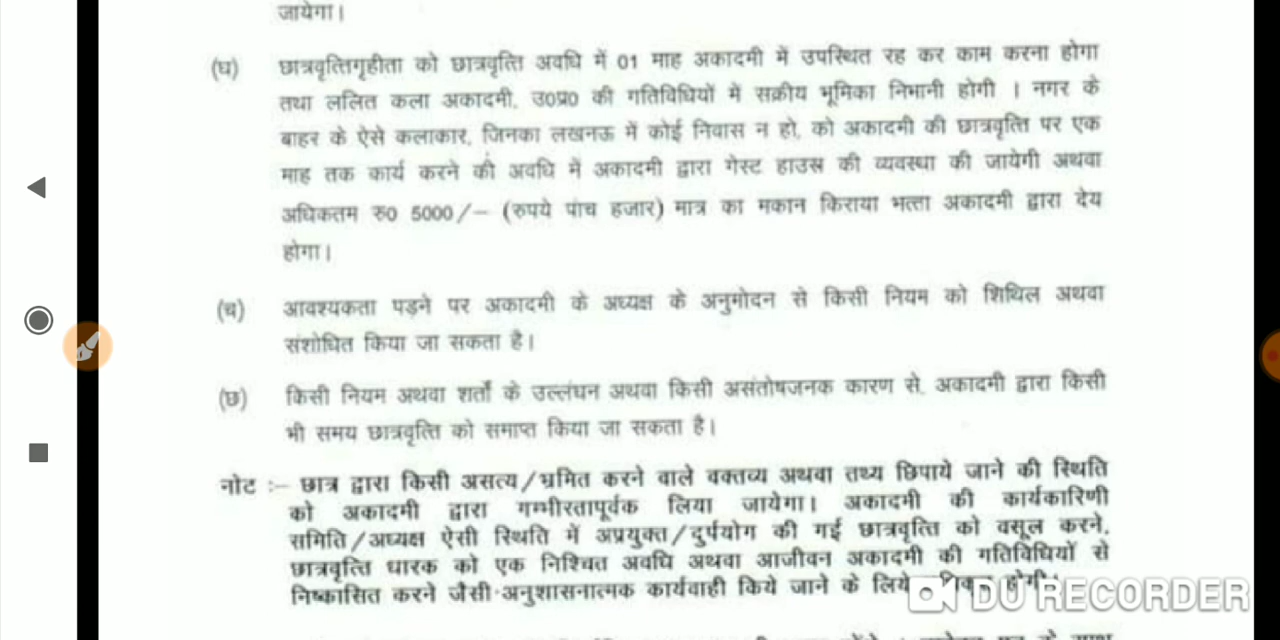 जायेगा।
(घ) छात्रवृत्तिगृहीता को छात्रवृत्ति अवधि में 01 माह अकादमी में उपस्थित रह कर काम करना होगा
तथा ललित कला अकादमी, उ0प्र0 की गतिविधियों में सक्रीय भूमिका निभानी होगी । नगर के
बाहर के ऐसे कलाकार, जिनका लखनऊ में कोई निवास न हो, को अकादमी की छात्रवृत्ति पर एक
माह तक कार्य करने की अवधि में अकादमी द्वारा गेस्ट हाउस की व्यवस्था की जायेगी अथवा
अधिकतम रु0 5000/– (रुपये पांच हजार) मात्र का मकान किराया भत्ता अकादमी द्वारा देय
होगा।
(च) आवश्यकता पड़ने पर अकादमी के अध्यक्ष के अनुमोदन से किसी नियम को शिथिल अथवा
संशोधित किया जा सकता है।
(छ) किसी नियम अथवा शर्तों के उल्लंघन अथवा किसी असंतोषजनक कारण से, अकादमी द्वारा किसी
भी समय छात्रवृत्ति को समाप्त किया जा सकता है।
नोट :– छात्र द्वारा किसी असत्य/भ्रमित करने वाले वक्तव्य अथवा तथ्य छिपाये जाने की स्थिति
को अकादमी द्वारा गम्भीरतापूर्वक लिया जायेगा। अकादमी की कार्यकारिणी
समिति/अध्यक्ष ऐसी स्थिति में अप्रयुक्त/दुर्पयोग की गई छात्रवृत्ति को वसूल करने,
छात्रवृत्ति धारक को एक निश्चित अवधि अथवा आजीवन अकादमी की गतिविधियों से
निष्कासित करने जैसी अनुशासनात्मक कार्यवाही किये जाने के लिये होगी।
DU RECORDER